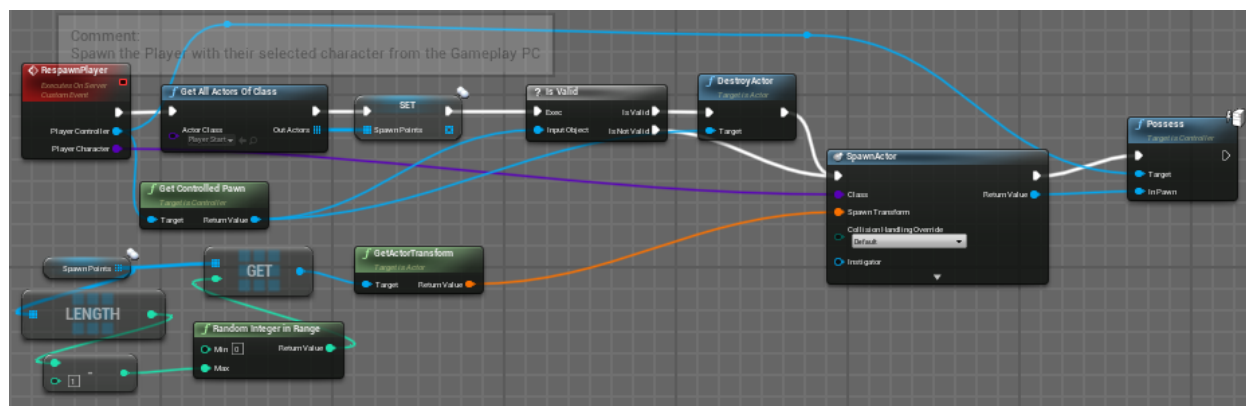 Comment:
Spawn the Player with their selected character from the Gameplay PC
RespawnPlayer
Executes On Server
Custom Event
Player Controller
Player Character
Get All Actors Of Class
Actor Class
Player Start
Out Actors
SET
Spawn Points
? Is Valid
Exec
Is Valid
Input Object
Is Not Valid
DestroyActor
Target is Actor
Target
SpawnActor
Class
Return Value
Spawn Transform
Collision Handling Override
Default
Instigator
Possess
Target is Controller
Target
In Pawn
Get Controlled Pawn
Target is Controller
Target
Return Value
Spawn Points
GET
GetActorTransform
Target is Actor
Target
Return Value
LENGTH
Random Integer in Range
Min 0
Return Value
Max
-
1